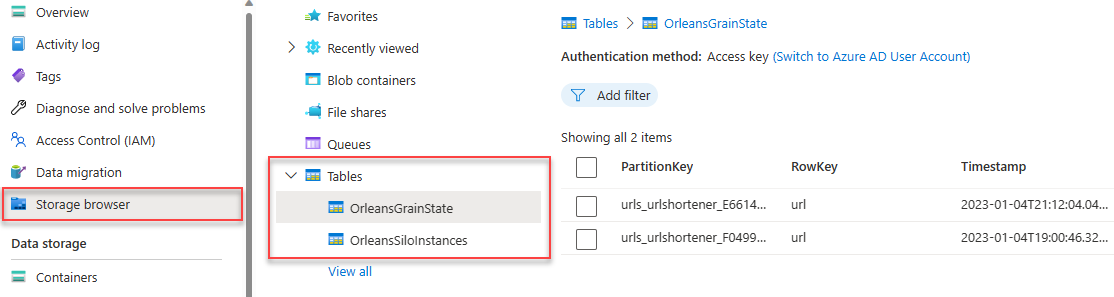 Overview
Activity log
Tags
Diagnose and solve problems
Access Control (IAM)
Data migration
Storage browser
Data storage
Containers
Favorites
Recently viewed
Blob containers
File shares
Queues
Tables
OrleansGrainState
OrleansSiloInstances
View all
Tables > OrleansGrainState
Authentication method: Access key (Switch to Azure AD User Account)
Add filter
Showing all 2 items
PartitionKey RowKey Timestamp
urls_urlshortener_E6614... url 2023-01-04T21:12:04.04...
urls_urlshortener_F0499... url 2023-01-04T19:00:46.32...